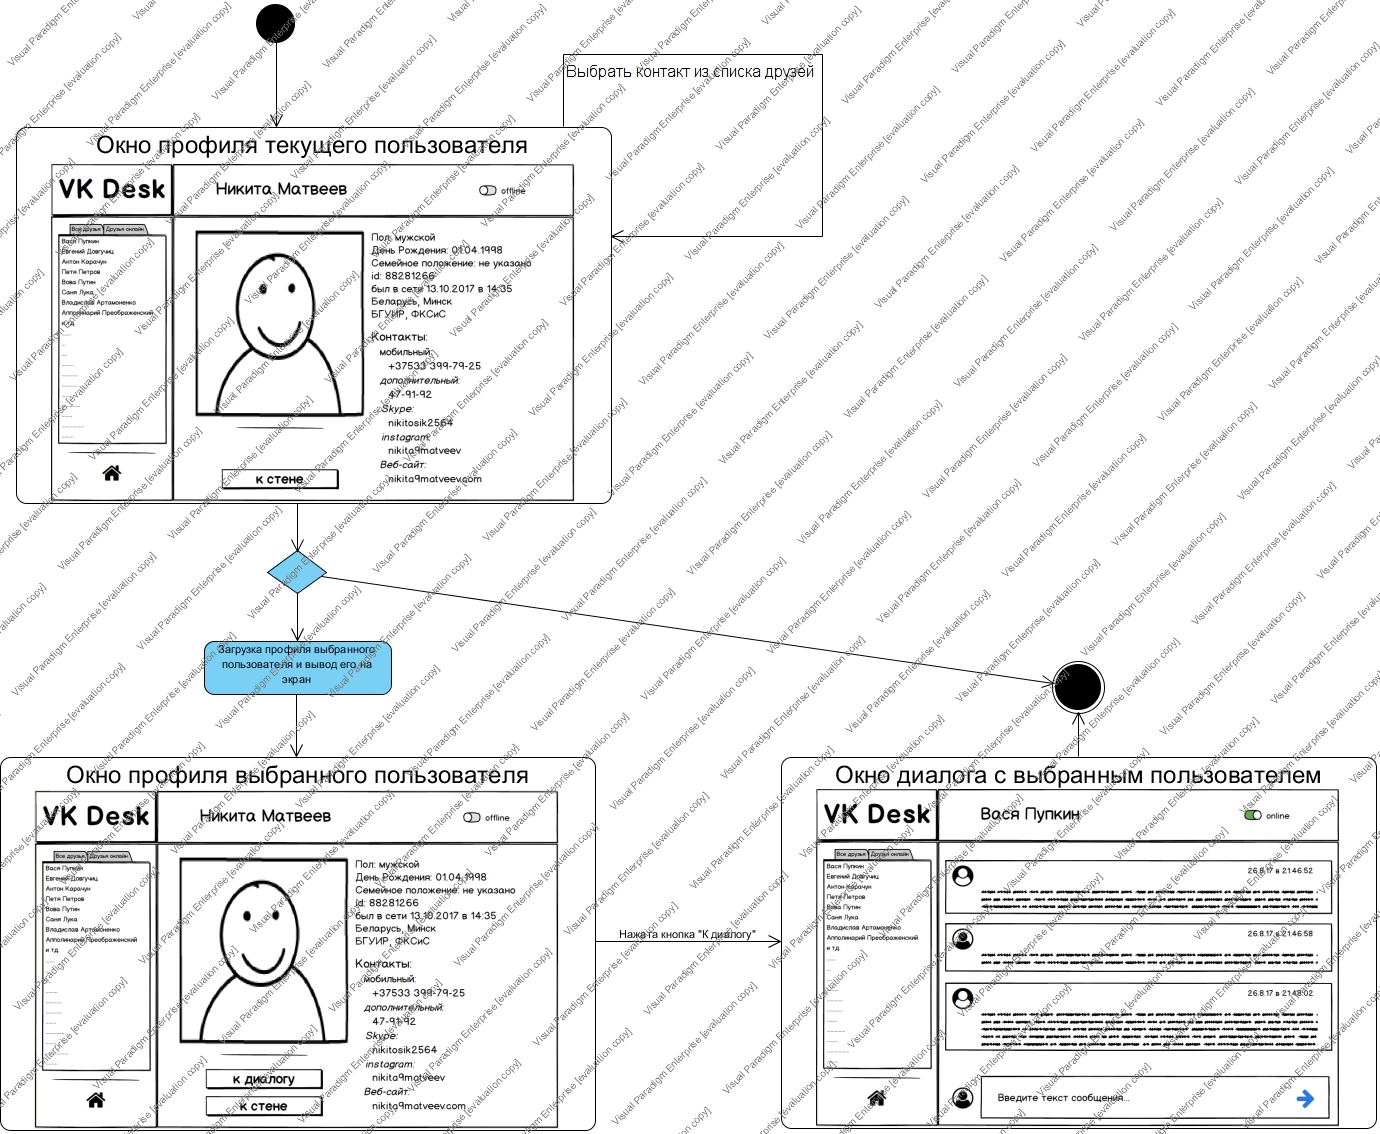 Выбрать контакт из списка друзей
Окно профиля текущего пользователя
VK Desk
Никита Матвеев
offline
Все друзья
Друзья онлайн
Вася Пупкин
Евгений Довгучиц
Антон Карачун
Петя Петров
Вова Путин
Саня Лука
Владислав Артамоненко
Апполинарий Преображенский
и тд
Пол: мужской
День Рождения: 01.04.1998
Семейное положение: не указано
id: 88281266
был в сети 13.10.2017 в 14:35
Беларусь, Минск
БГУИР, ФКСиС
Контакты:
мобильный:
+37533 399-79-25
дополнительный:
47-91-92
Skype:
nikitosik2564
instagram:
nikita9matveev
Веб-сайт:
nikita9matveev.com
к стене
Загрузка профиля выбранного
пользователя и вывод его на
экран
Окно профиля выбранного пользователя
VK Desk
Никита Матвеев
offline
Все друзья
Друзья онлайн
Вася Пупкин
Евгений Довгучиц
Антон Карачун
Петя Петров
Вова Путин
Саня Лука
Владислав Артамоненко
Апполинарий Преображенский
и тд
Пол: мужской
День Рождения: 01.04.1998
Семейное положение: не указано
id: 88281266
был в сети 13.10.2017 в 14:35
Беларусь, Минск
БГУИР, ФКСиС
Контакты:
мобильный:
+37533 399-79-25
дополнительный:
47-91-92
Skype:
nikitosik2564
instagram:
nikita9matveev
Веб-сайт:
nikita9matveev.com
к диалогу
к стене
Нажата кнопка "К диалогу"
Окно диалога с выбранным пользователем
VK Desk
Вася Пупкин
online
Все друзья
Друзья онлайн
Вася Пупкин
Евгений Довгучиц
Антон Карачун
Петя Петров
Вова Путин
Саня Лука
Владислав Артамоненко
Апполинарий Преображенский
и тд
26.8.17 в 21:46:52
26.8.17 в 21:46:58
26.8.17 в 21:48:02
Введите текст сообщения...
Visual Paradigm Enterprise [evaluation copy]